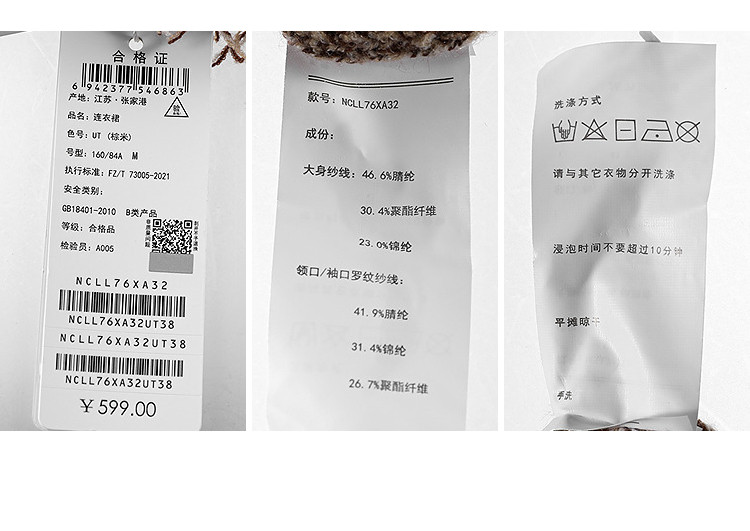 合格证
6 942377 546863
产地: 江苏·张家港
品名: 连衣裙
色号: UT (棕米)
号型: 160/84A M
执行标准: FZ/T 73005-2021
安全类别:
GB18401-2010 B类产品
等级: 合格品
检验员: A005
NCLL76XA32
NCLL76XA32UT38
NCLL76XA32UT38
NCLL76XA32UT38
¥599.00
款号: NCLL76XA32
成份:
大身纱线: 46.6%腈纶
30.4%聚酯纤维
23.0%锦纶
领口/袖口罗纹纱线:
41.9%腈纶
31.4%锦纶
26.7%聚酯纤维
洗涤方式
请与其它衣物分开洗涤
浸泡时间不要超过10分钟
平摊晾干
手洗